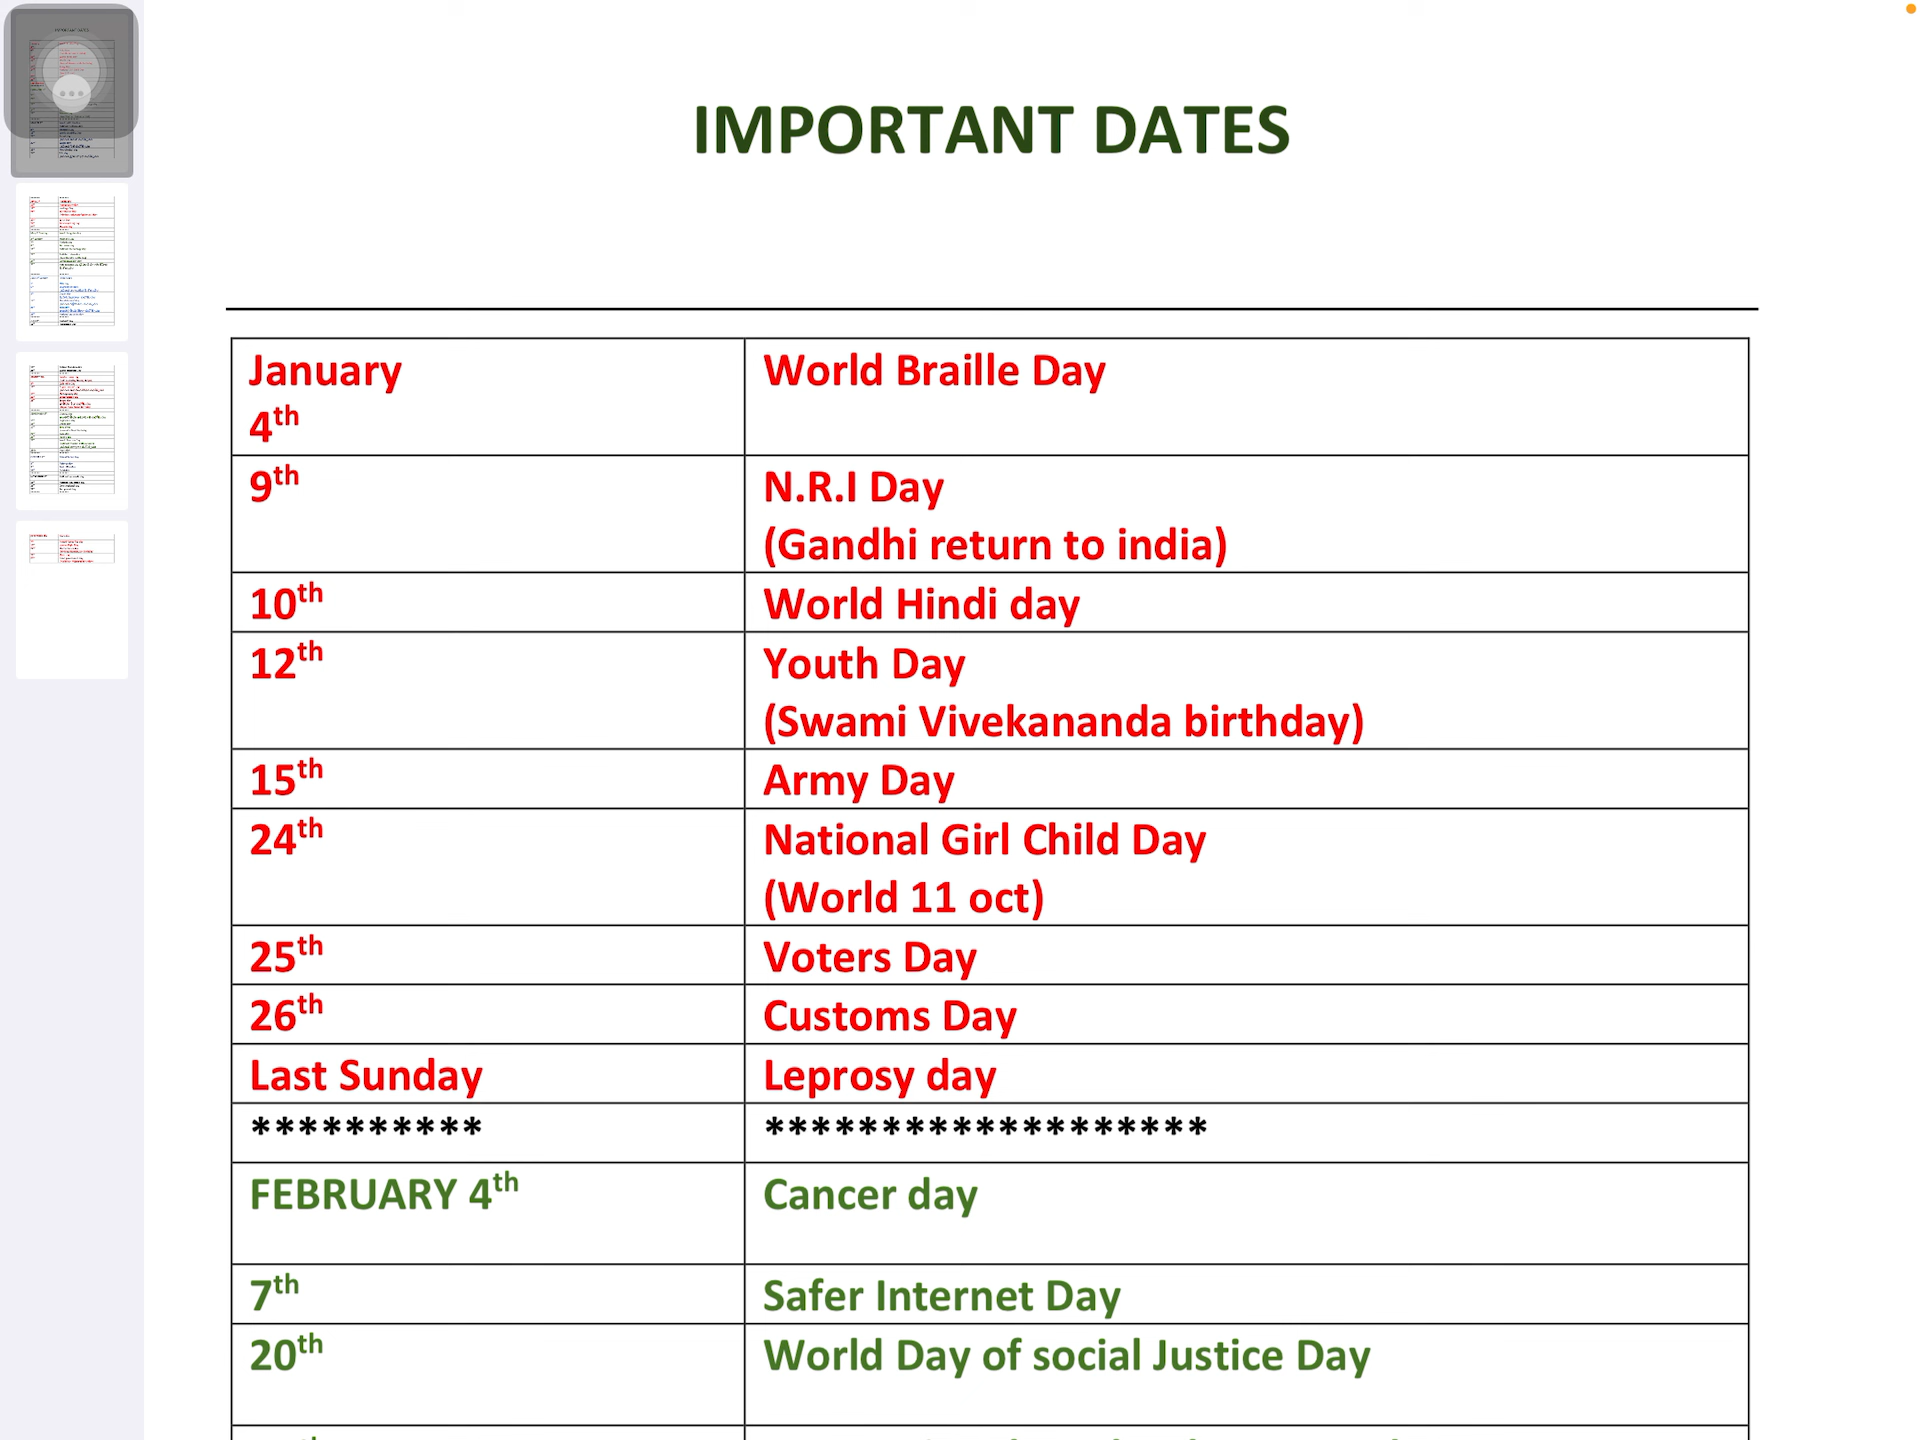 IMPORTANT DATES
January World Braille Day
4th
9th N.R.I Day
(Gandhi return to india)
10th World Hindi day
12th Youth Day
(Swami Vivekananda birthday)
15th Army Day
24th National Girl Child Day
(World 11 oct)
25th Voters Day
26th Customs Day
Last Sunday Leprosy day
********** *******************
FEBRUARY 4th Cancer day
7th Safer Internet Day
20th World Day of social Justice Day